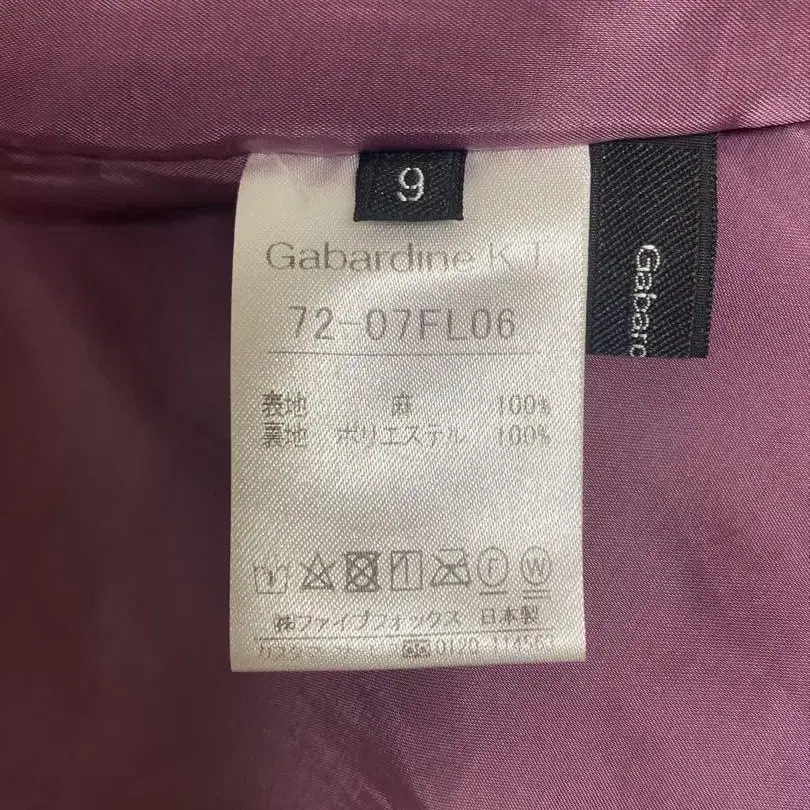 9
Gabardine K.T
72-07FL06
表地 麻 100%
裏地 ポリエステル 100%
F W
㈱ファイブフォックス 日本製
0120
Gabard